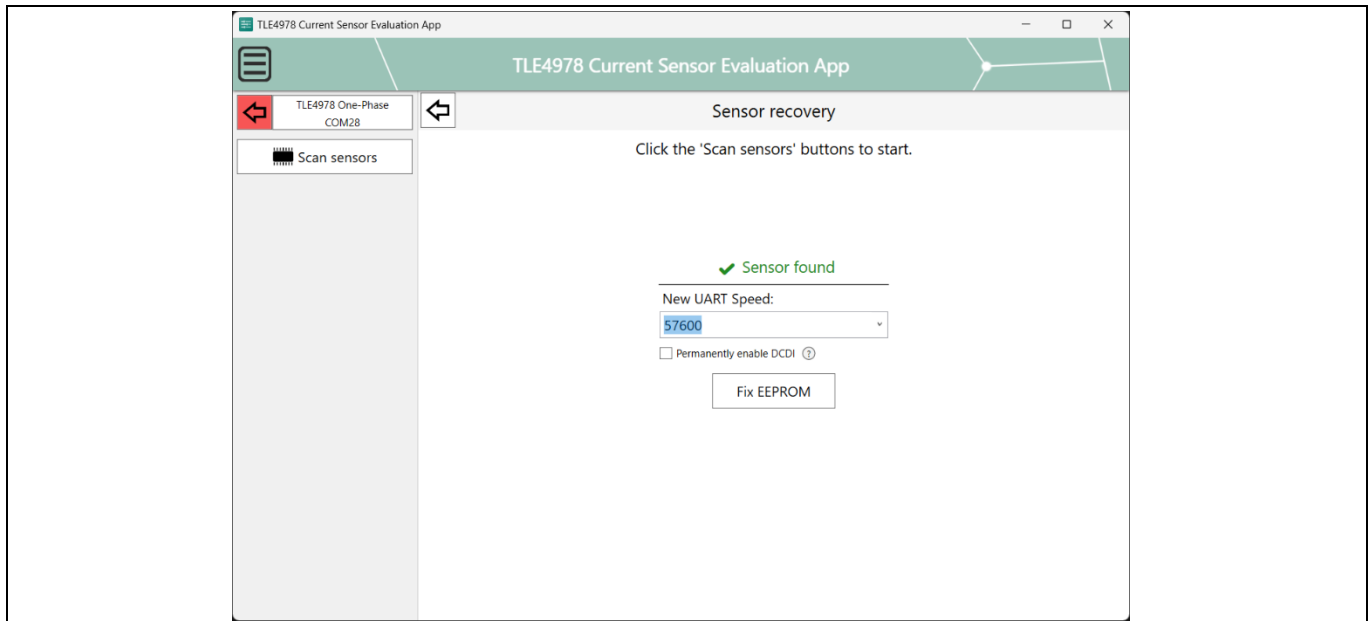 TLE4978 Current Sensor Evaluation App
TLE4978 Current Sensor Evaluation App
TLE4978 One-Phase
COM28
Scan sensors
Sensor recovery
Click the 'Scan sensors' buttons to start.
Sensor found
New UART Speed:
57600
Permanently enable DCDI ?
Fix EEPROM